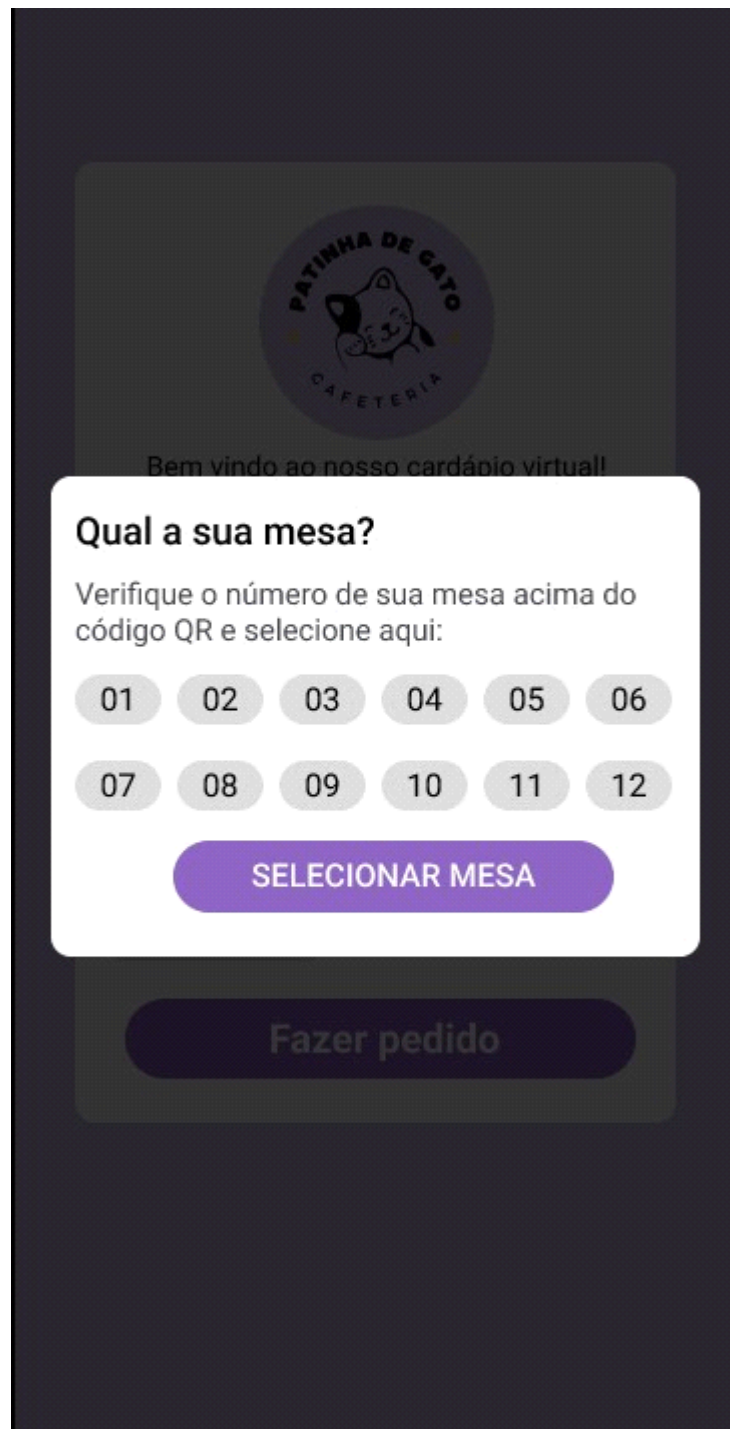 PATINHA DE GATO
CAFETERIA
Bem vindo ao nosso cardápio virtual!
Qual a sua mesa?
Verifique o número de sua mesa acima do
código QR e selecione aqui:
01 02 03 04 05 06
07 08 09 10 11 12
SELECIONAR MESA
Fazer pedido